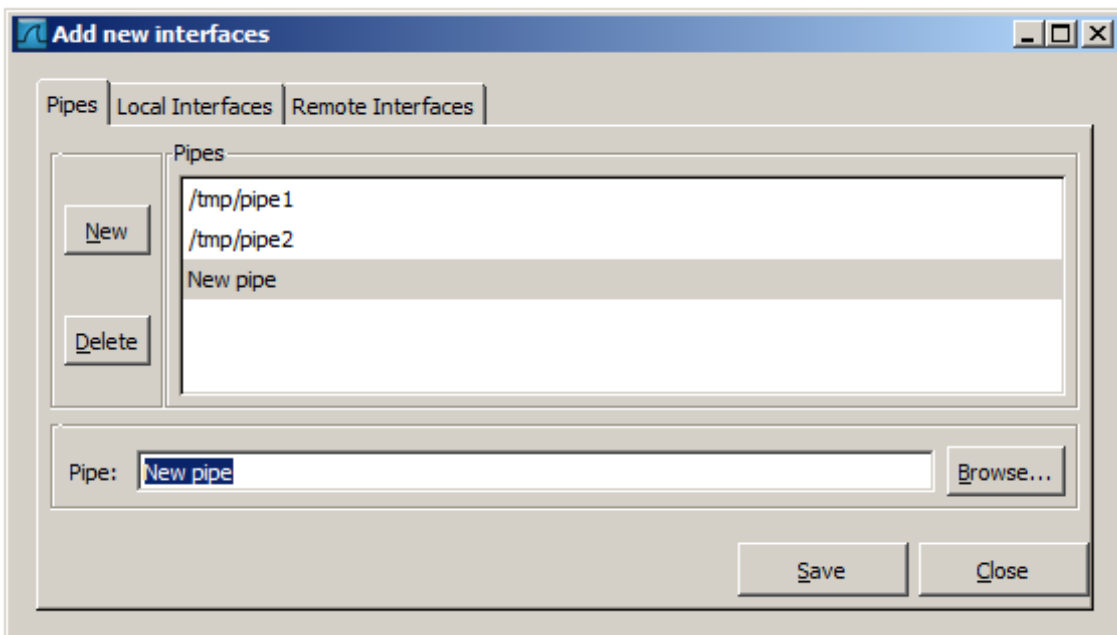 Add new interfaces
Pipes Local Interfaces Remote Interfaces
Pipes
New
Delete
/tmp/pipe1
/tmp/pipe2
New pipe
Pipe: New pipe Browse...
Save Close